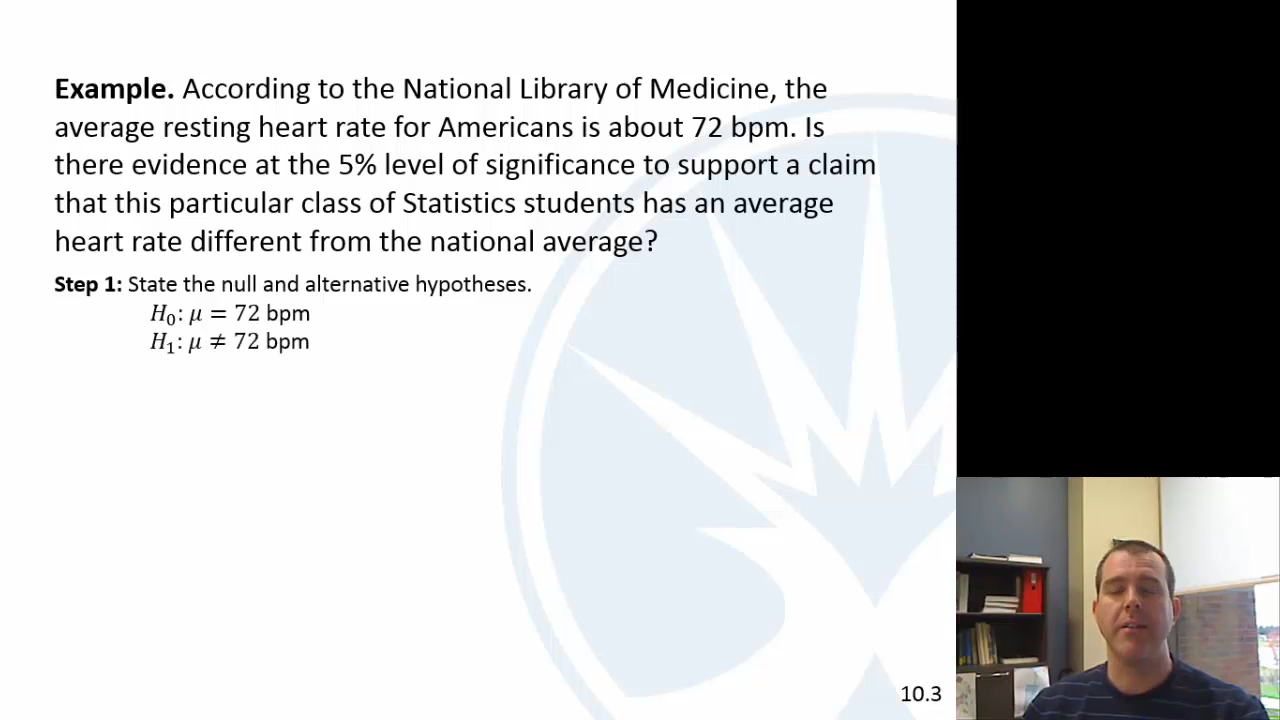 Example. According to the National Library of Medicine, the
average resting heart rate for Americans is about 72 bpm. Is
there evidence at the 5% level of significance to support a claim
that this particular class of Statistics students has an average
heart rate different from the national average?
Step 1: State the null and alternative hypotheses.
H₀: μ = 72 bpm
H₁: μ ≠ 72 bpm
10.3